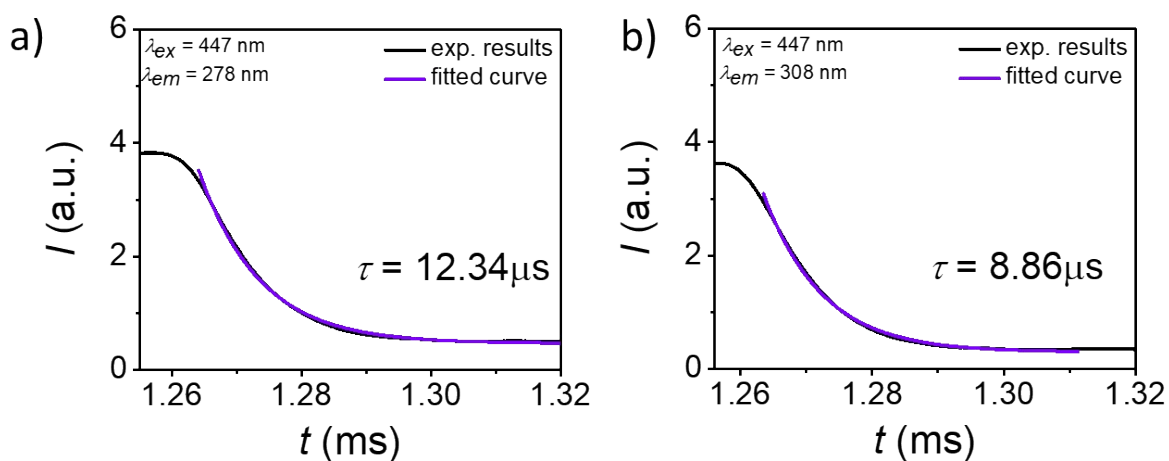 a)
λex = 447 nm
λem = 278 nm
exp. results
fitted curve
τ = 12.34μs
I (a.u.)
6
4
2
0
1.26 1.28 1.30 1.32
t (ms)
b)
λex = 447 nm
λem = 308 nm
exp. results
fitted curve
τ = 8.86μs
I (a.u.)
6
4
2
0
1.26 1.28 1.30 1.32
t (ms)